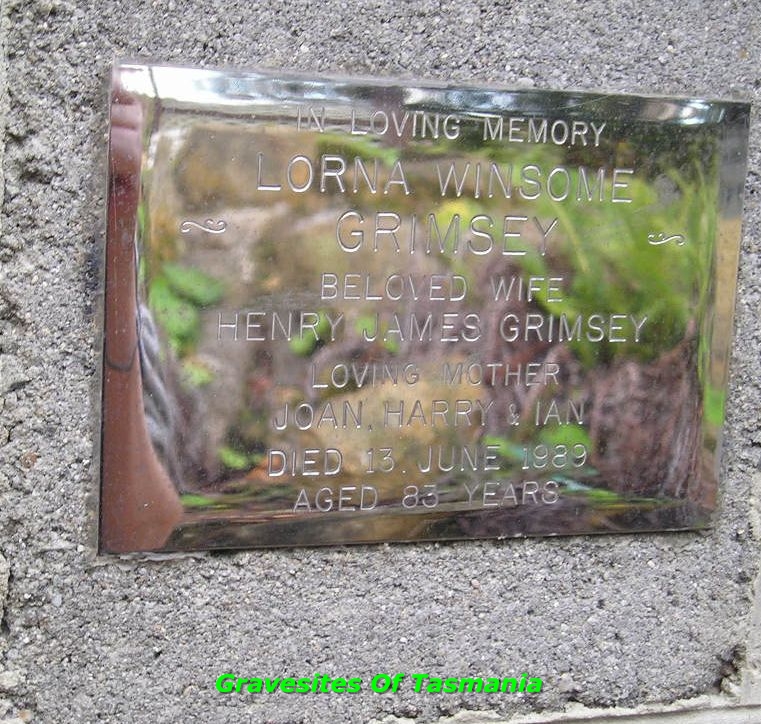 IN LOVING MEMORY
LORNA WINSOME
GRIMSEY
BELOVED WIFE
HENRY JAMES GRIMSEY
LOVING MOTHER
JOAN, HARRY & IAN
DIED 13. JUNE 1989
AGED 83 YEARS
Gravesites Of Tasmania